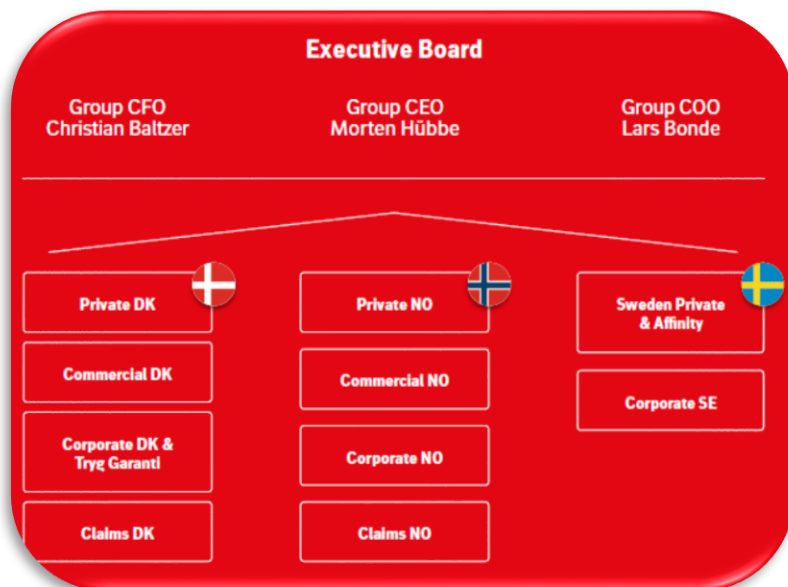 Executive Board
Group CFO
Christian Baltzer
Group CEO
Morten Hübbe
Group COO
Lars Bonde
Private DK
Commercial DK
Corporate DK &
Tryg Garanti
Claims DK
Private NO
Commercial NO
Corporate NO
Claims NO
Sweden Private
& Affinity
Corporate SE